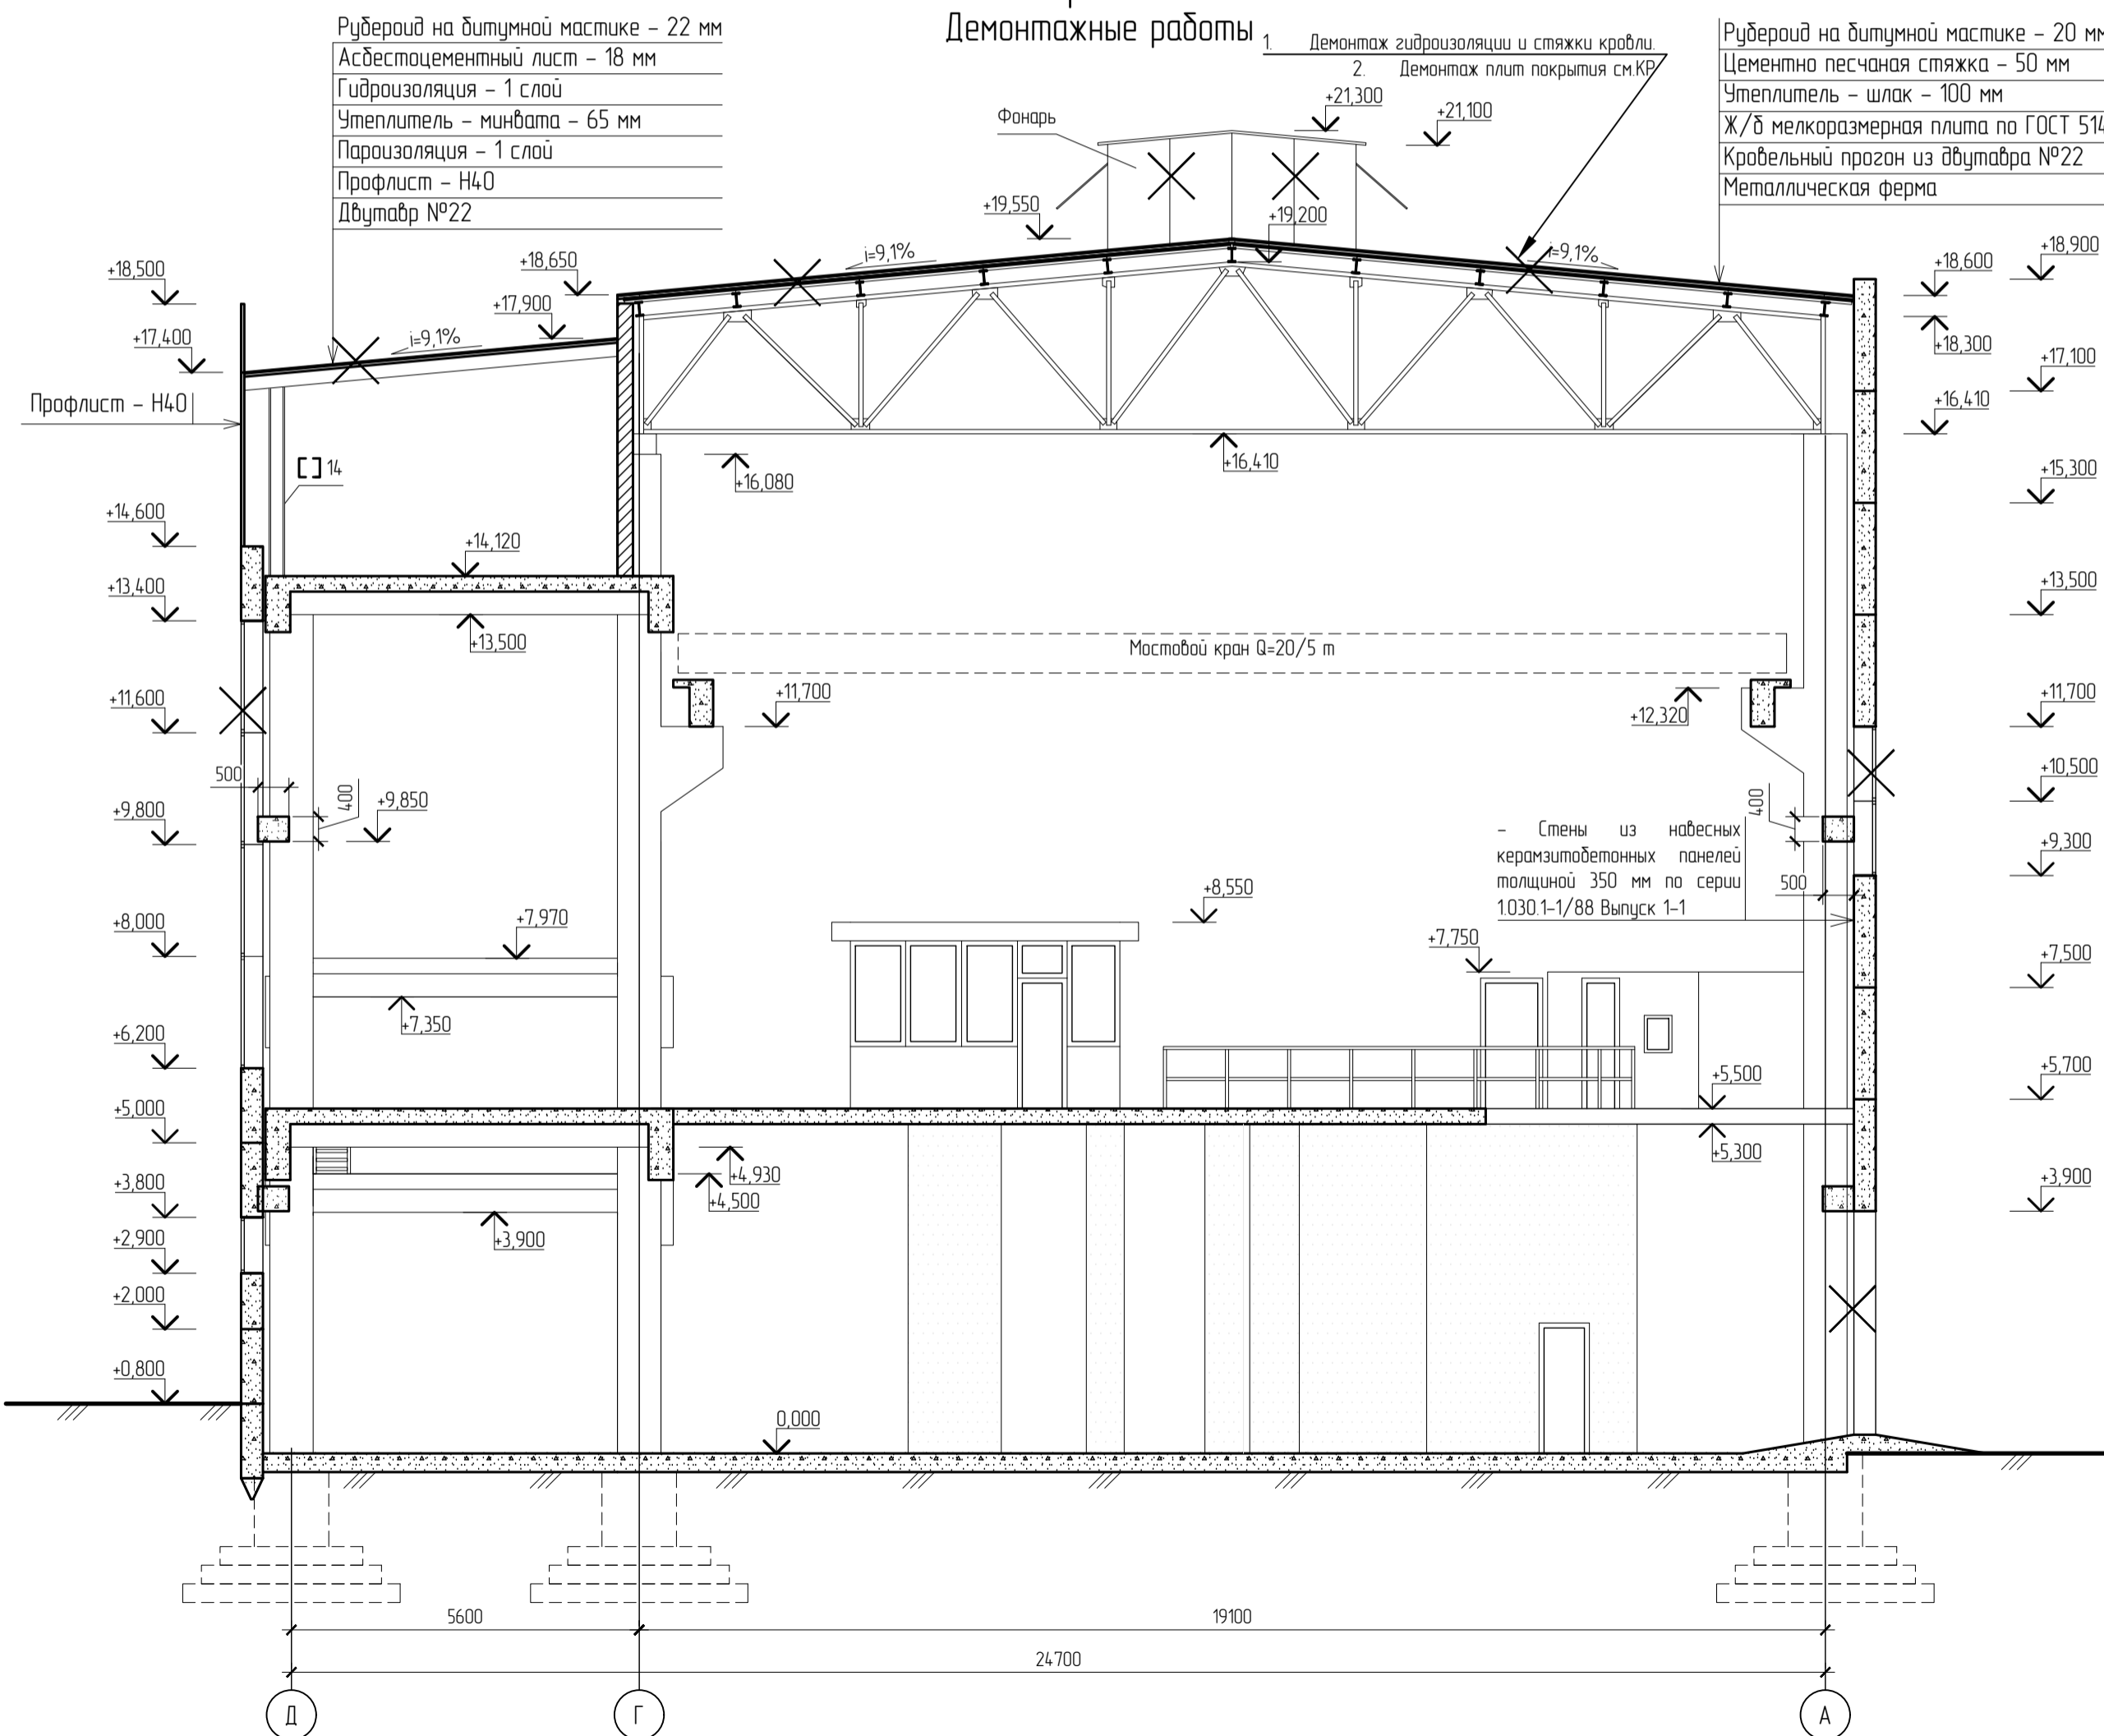 Демонтажные работы
Рубероид на битумной мастике – 22 мм
Асбестоцементный лист – 18 мм
Гидроизоляция – 1 слой
Утеплитель – минвата – 65 мм
Пароизоляция – 1 слой
Профлист – Н40
Двутавр №22
1. Демонтаж гидроизоляции и стяжки кровли.
2. Демонтаж плит покрытия см.КР
Рубероид на битумной мастике – 20 мм
Цементно песчаная стяжка – 50 мм
Утеплитель – шлак – 100 мм
Ж/б мелкоразмерная плита по ГОСТ 514
Кровельный прогон из двутавра №22
Металлическая ферма
Фонарь
+21,300
+21,100
+19,550
+19,200
i=9,1%
i=9,1%
i=9,1%
+18,500
+18,650
+17,900
+17,400
+18,600
+18,900
+18,300
+17,100
+16,410
Профлист – Н40
14
+16,080
+16,410
+15,300
+14,600
+14,120
+13,400
+13,500
+13,500
Мостовой кран Q=20/5 т
+11,600
+11,700
+12,320
+11,700
500
400
+9,850
+9,800
+10,500
400
– Стены из навесных
керамзитобетонных панелей
толщиной 350 мм по серии
1.030.1-1/88 Выпуск 1-1
500
+9,300
+8,550
+8,000
+7,970
+7,750
+7,500
+7,350
+6,200
+5,700
+5,500
+5,000
+5,300
+4,930
+4,500
+3,800
+3,900
+3,900
+2,900
+2,000
+0,800
0,000
5600
19100
24700
Д
Г
А